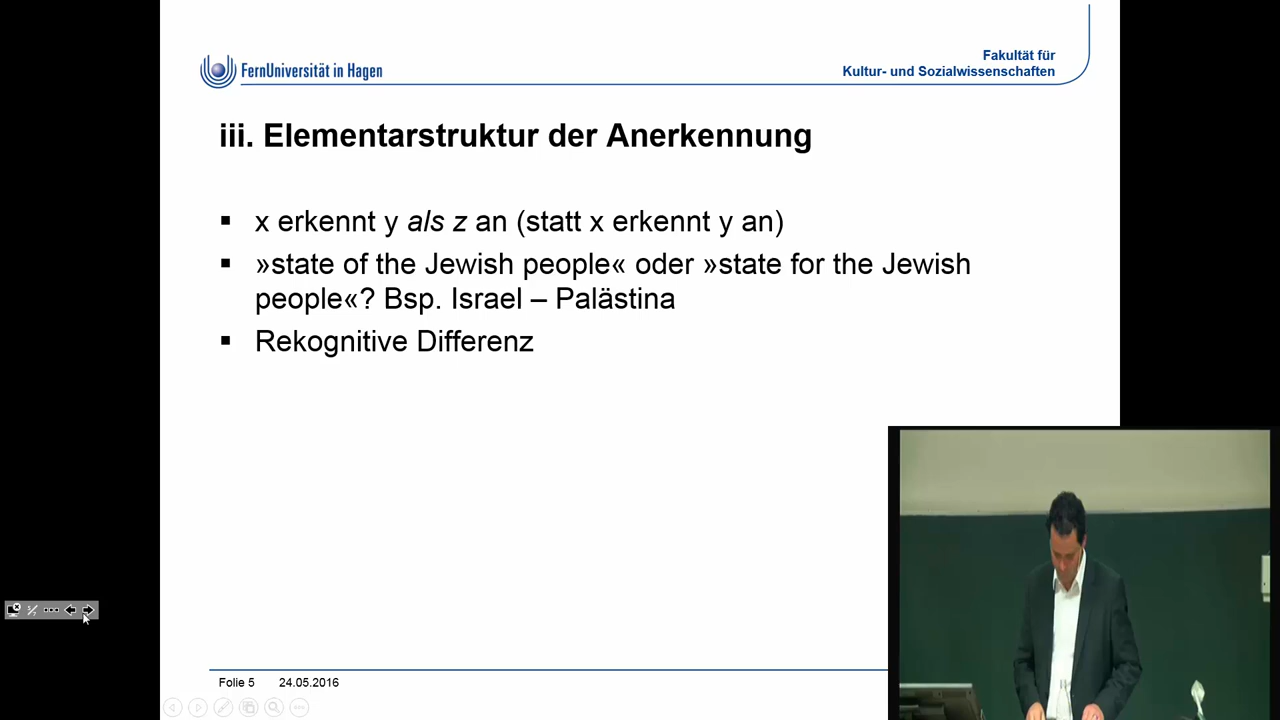 FernUniversität in Hagen
Fakultät für
Kultur- und Sozialwissenschaften
iii. Elementarstruktur der Anerkennung
▪ x erkennt y als z an (statt x erkennt y an)
▪ »state of the Jewish people« oder »state for the Jewish
people«? Bsp. Israel – Palästina
▪ Rekognitive Differenz
Folie 5 24.05.2016